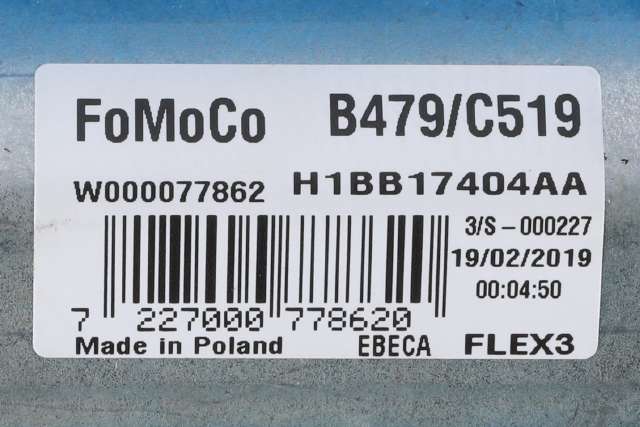 FoMoCo B479/C519
W000077862 H1BB17404AA
3/S - 000227
19/02/2019
00:04:50
7 227000 778620
Made in Poland EBECA FLEX3